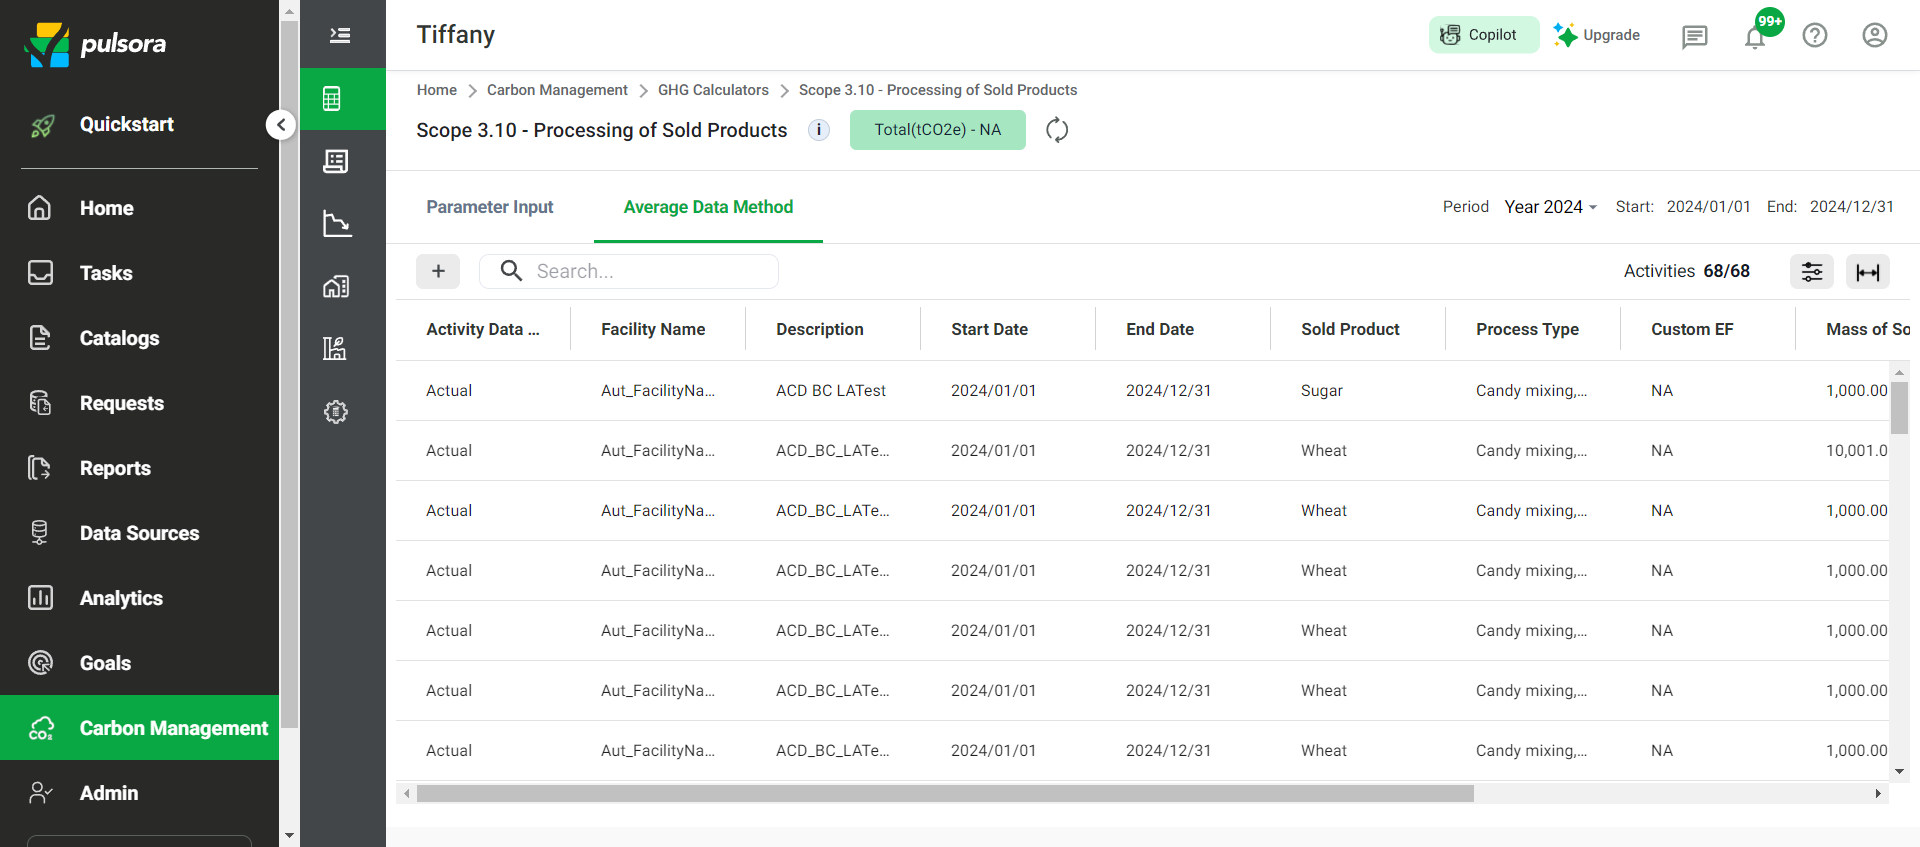 pulsora
Quickstart
Home
Tasks
Catalogs
Requests
Reports
Data Sources
Analytics
Goals
CO₂ Carbon Management
Admin
Tiffany
Copilot Upgrade 99+
Home Carbon Management GHG Calculators Scope 3.10 - Processing of Sold Products
Scope 3.10 - Processing of Sold Products i Total(tCO2e) - NA
Parameter Input Average Data Method Period Year 2024 Start: 2024/01/01 End: 2024/12/31
+ Search... Activities 68/68
Activity Data ... Facility Name Description Start Date End Date Sold Product Process Type Custom EF Mass of So
Actual Aut_FacilityNa... ACD BC LATest 2024/01/01 2024/12/31 Sugar Candy mixing,... NA 1,000.00
Actual Aut_FacilityNa... ACD_BC_LATe... 2024/01/01 2024/12/31 Wheat Candy mixing,... NA 10,001.0
Actual Aut_FacilityNa... ACD_BC_LATe... 2024/01/01 2024/12/31 Wheat Candy mixing,... NA 1,000.00
Actual Aut_FacilityNa... ACD_BC_LATe... 2024/01/01 2024/12/31 Wheat Candy mixing,... NA 1,000.00
Actual Aut_FacilityNa... ACD_BC_LATe... 2024/01/01 2024/12/31 Wheat Candy mixing,... NA 1,000.00
Actual Aut_FacilityNa... ACD_BC_LATe... 2024/01/01 2024/12/31 Wheat Candy mixing,... NA 1,000.00
Actual Aut_FacilityNa... ACD_BC_LATe... 2024/01/01 2024/12/31 Wheat Candy mixing,... NA 1,000.00